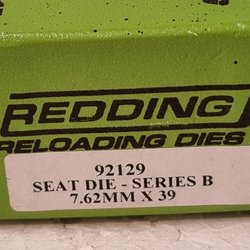 REDDING
RELOADING DIES
92129
SEAT DIE - SERIES B
7.62MM X 39